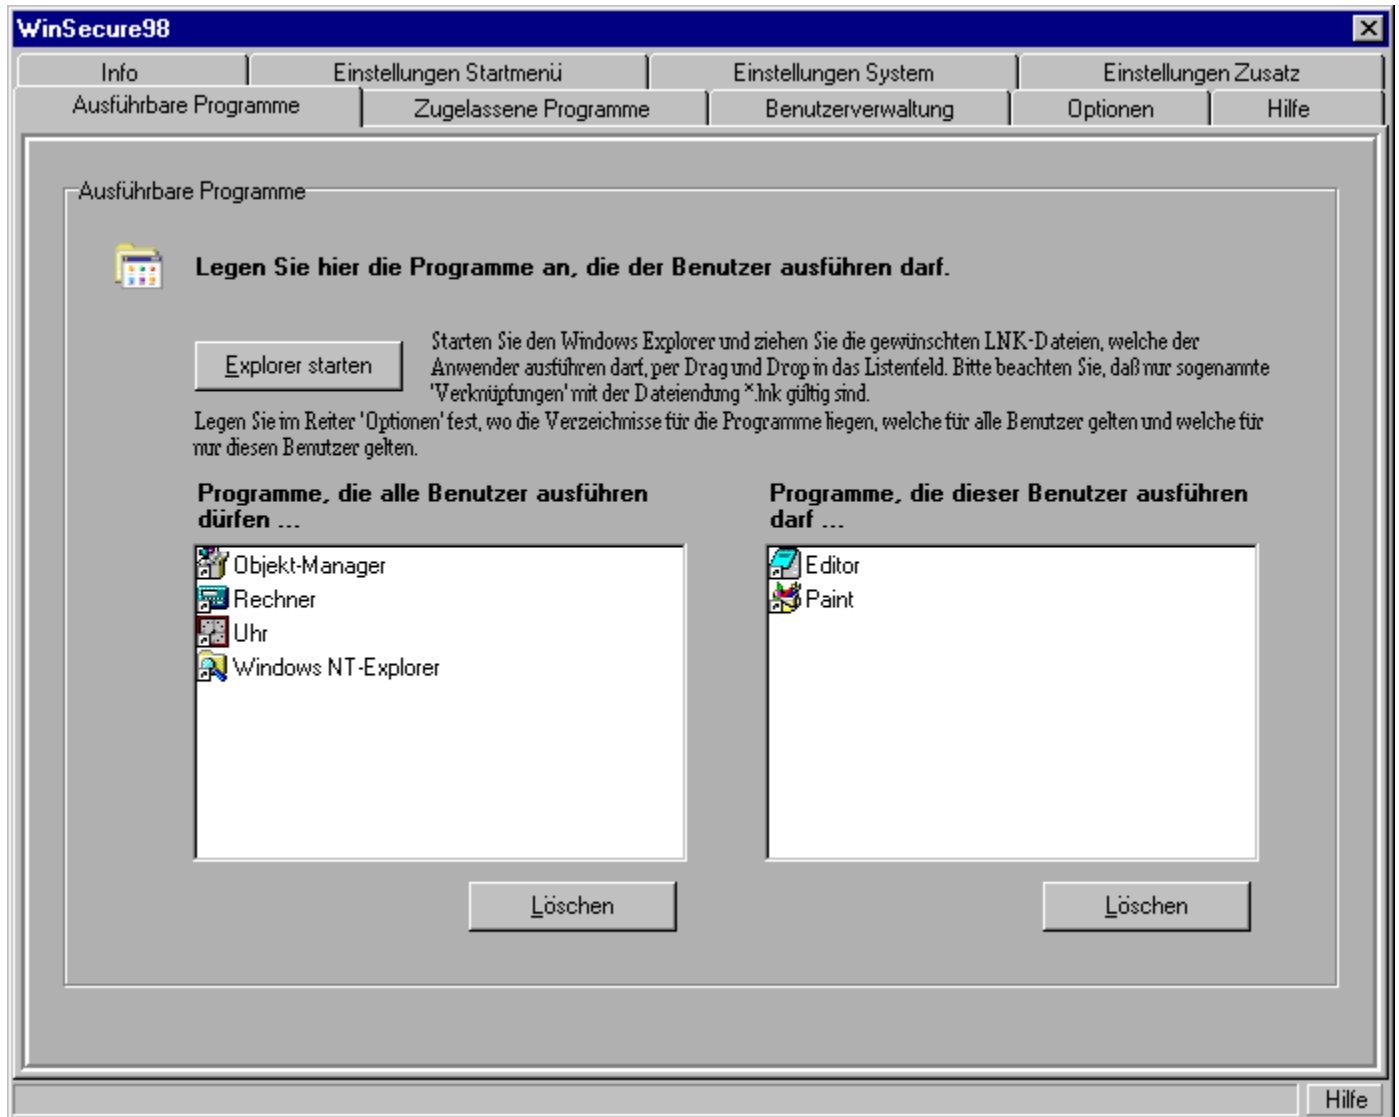 WinSecure98
Info
Einstellungen Startmenü
Einstellungen System
Einstellungen Zusatz
Ausführbare Programme
Zugelassene Programme
Benutzerverwaltung
Optionen
Hilfe
Ausführbare Programme
Legen Sie hier die Programme an, die der Benutzer ausführen darf.
Explorer starten
Starten Sie den Windows Explorer und ziehen Sie die gewünschten LNK-Dateien, welche der
Anwender ausführen darf, per Drag und Drop in das Listenfeld. Bitte beachten Sie, daß nur sogenannte
'Verknüpfungen' mit der Dateiendung *.lnk gültig sind.
Legen Sie im Reiter 'Optionen' fest, wo die Verzeichnisse für die Programme liegen, welche für alle Benutzer gelten und welche für
nur diesen Benutzer gelten.
Programme, die alle Benutzer ausführen
dürfen ...
Objekt-Manager
Rechner
Uhr
Windows NT-Explorer
Löschen
Programme, die dieser Benutzer ausführen
darf ...
Editor
Paint
Löschen
Hilfe